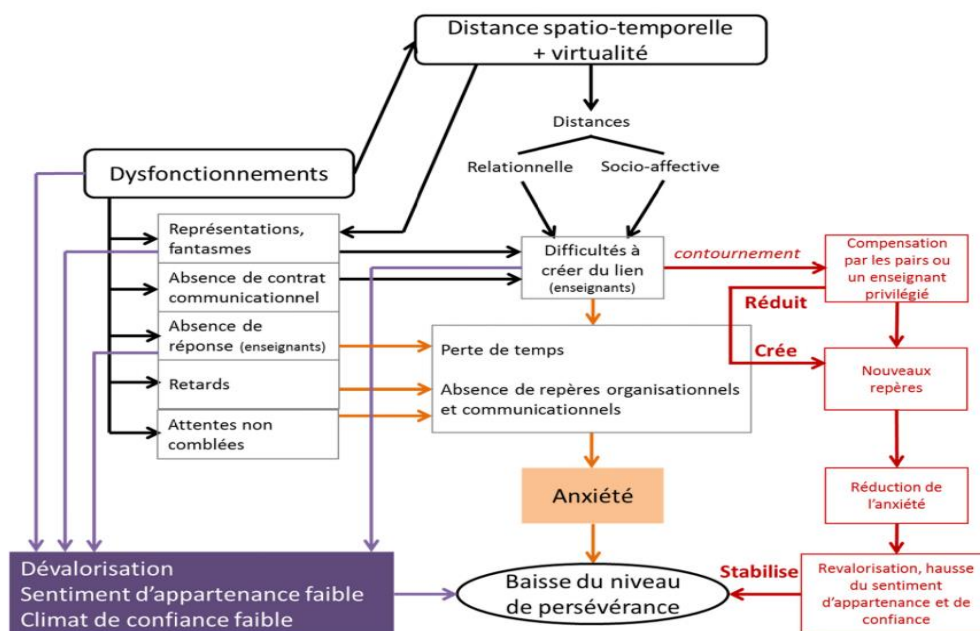 Distance spatio-temporelle
+ virtualité
Distances
Relationnelle
Socio-affective
Dysfonctionnements
Représentations,
fantasmes
Absence de contrat
communicationnel
Absence de
réponse (enseignants)
Retards
Attentes non
comblées
Difficultés à
créer du lien
(enseignants)
contournement
Compensation
par les pairs ou
un enseignant
privilégié
Réduit
Crée
Nouveaux
repères
Perte de temps
Absence de repères organisationnels
et communicationnels
Anxiété
Réduction de
l'anxiété
Dévalorisation
Sentiment d'appartenance faible
Climat de confiance faible
Baisse du niveau
de persévérance
Stabilise
Revalorisation, hausse
du sentiment
d'appartenance et de
confiance